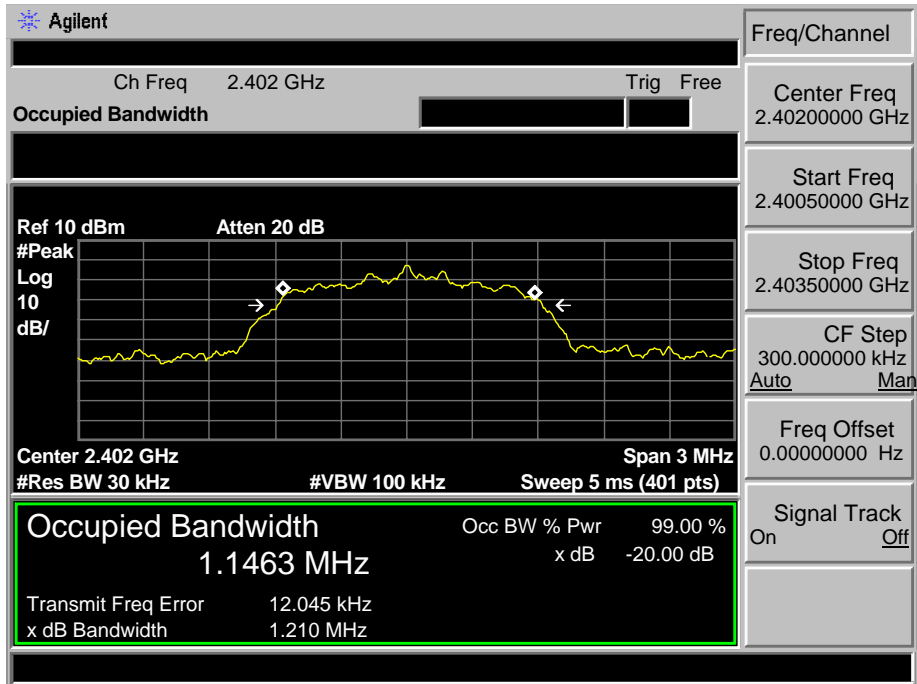 Agilent
Freq/Channel
Ch Freq 2.402 GHz Trig Free
Occupied Bandwidth
Center Freq
2.40200000 GHz
Start Freq
2.40050000 GHz
Stop Freq
2.40350000 GHz
CF Step
300.000000 kHz
Auto Man
Freq Offset
0.00000000 Hz
Signal Track
On Off
Ref 10 dBm Atten 20 dB
#Peak
Log
10
dB/
Center 2.402 GHz Span 3 MHz
#Res BW 30 kHz #VBW 100 kHz Sweep 5 ms (401 pts)
Occupied Bandwidth Occ BW % Pwr 99.00 %
1.1463 MHz x dB -20.00 dB
Transmit Freq Error 12.045 kHz
x dB Bandwidth 1.210 MHz